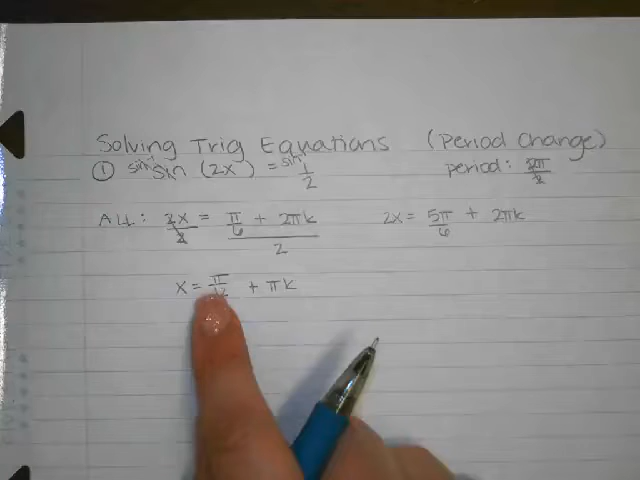 Solving Trig Equations (Period Change)
① sin⁻¹ sin (2x) = sin⁻¹ 1/2 period: 2π/2
ALL: 2x/2 = (π/6 + 2πk)/2 2x = 5π/6 + 2πk
x = π/12 + πk